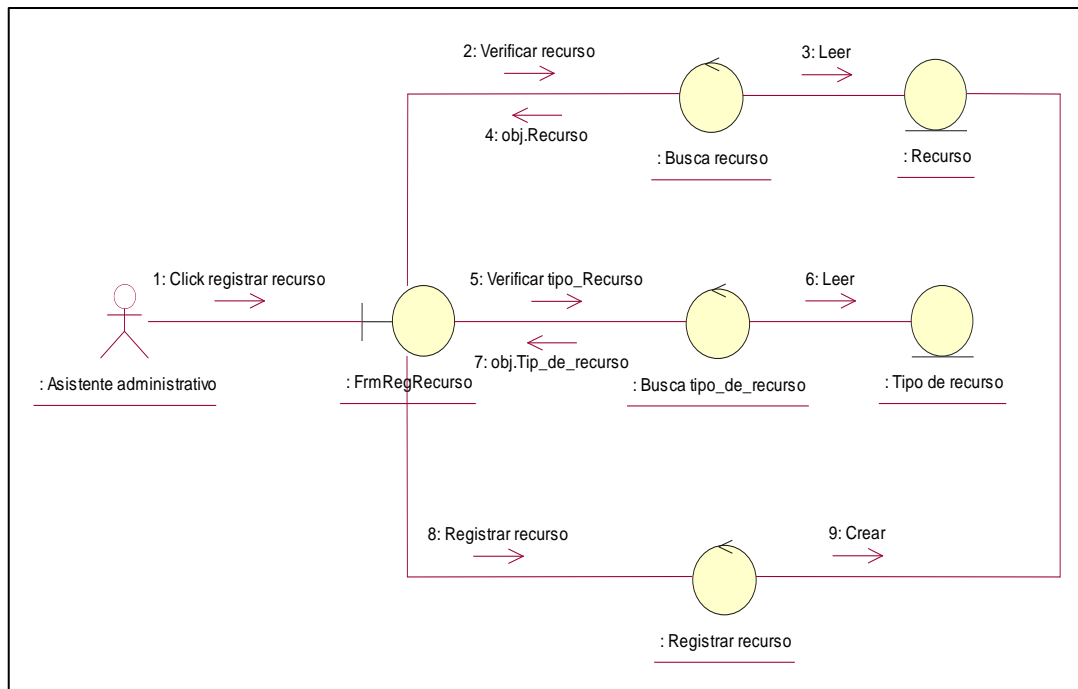 2: Verificar recurso
3: Leer
4: obj.Recurso
: Busca recurso
: Recurso
1: Click registrar recurso
5: Verificar tipo_Recurso
6: Leer
7: obj.Tip_de_recurso
: Asistente administrativo
: FrmRegRecurso
: Busca tipo_de_recurso
: Tipo de recurso
8: Registrar recurso
9: Crear
: Registrar recurso